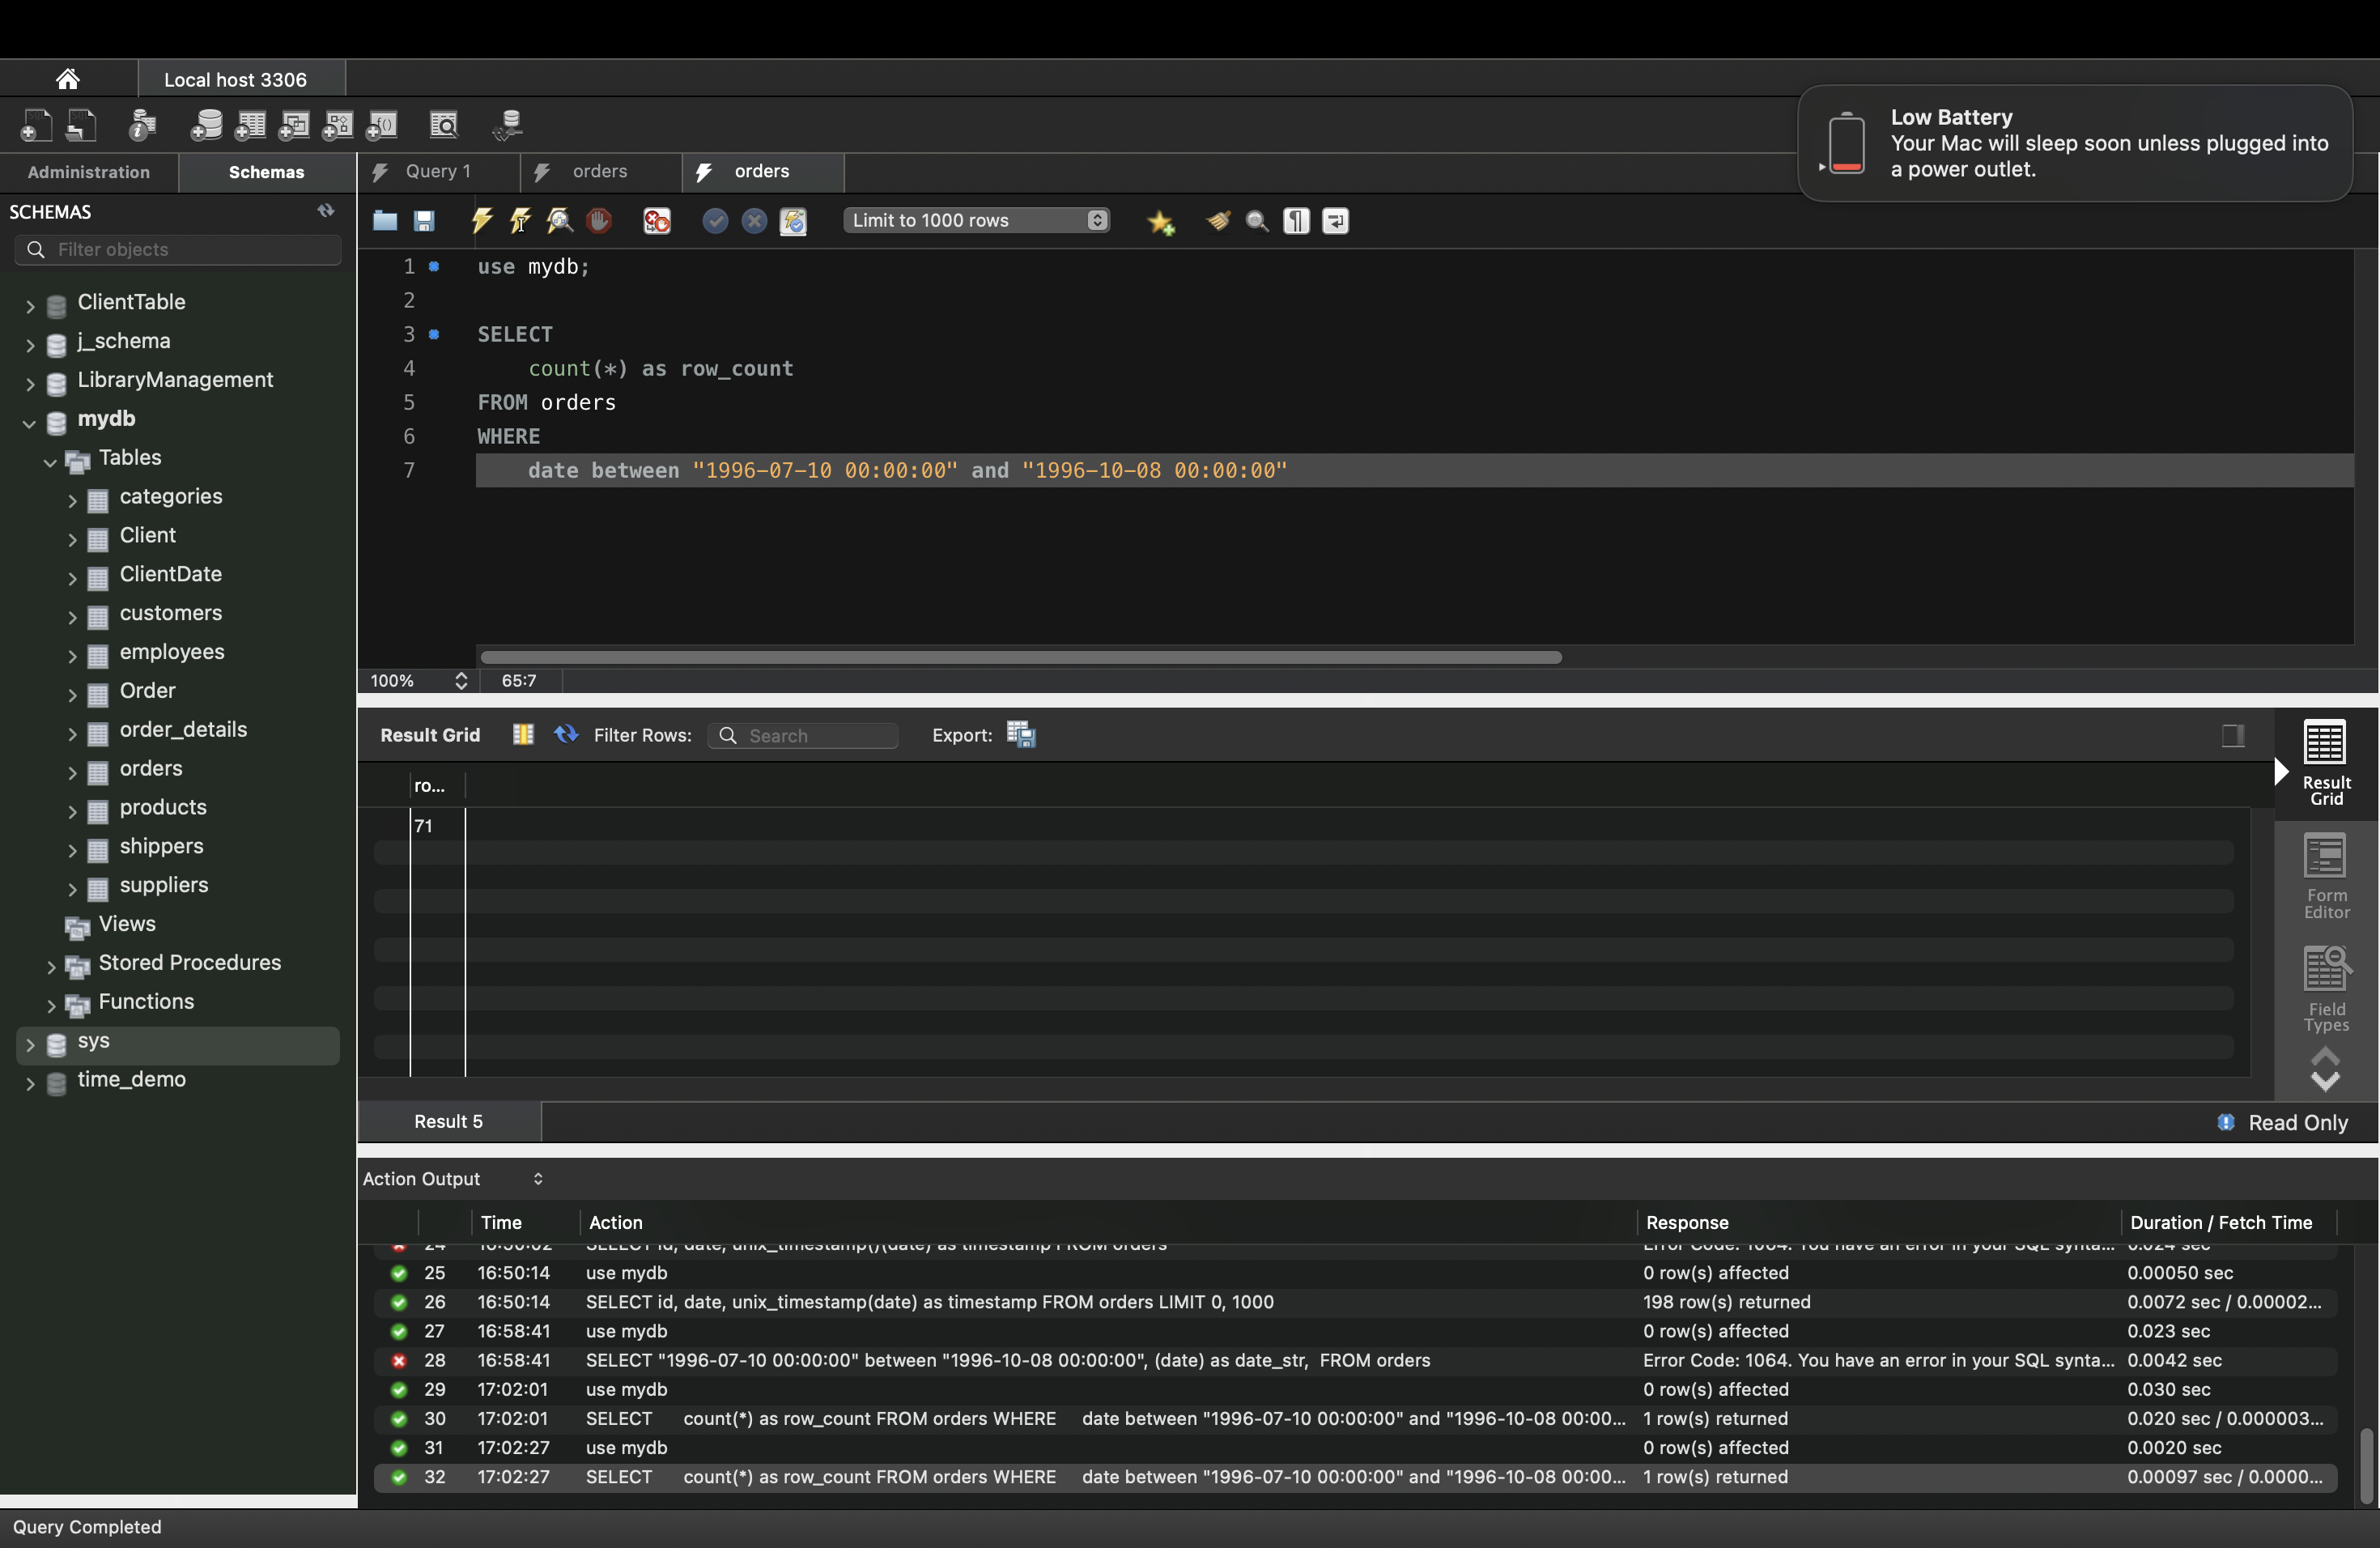 Local host 3306
Low Battery
Your Mac will sleep soon unless plugged into
a power outlet.
Administration
Schemas
Query 1
orders
orders
SCHEMAS
Filter objects
Limit to 1000 rows
ClientTable
j_schema
LibraryManagement
mydb
Tables
categories
Client
ClientDate
customers
employees
Order
order_details
orders
products
shippers
suppliers
Views
Stored Procedures
Functions
sys
time_demo
1 use mydb;
2
3 SELECT
4 count(*) as row_count
5 FROM orders
6 WHERE
7 date between "1996-07-10 00:00:00" and "1996-10-08 00:00:00"
100% 65:7
Result Grid Filter Rows: Search Export:
ro...
71
Result
Grid
Form
Editor
Field
Types
Result 5
Read Only
Action Output
Time Action Response Duration / Fetch Time
24 16:50:02 SELECT id, date, unix_timestamp()(date) as timestamp FROM orders Error Code: 1064. You have an error in your SQL synta... 0.024 sec
25 16:50:14 use mydb 0 row(s) affected 0.00050 sec
26 16:50:14 SELECT id, date, unix_timestamp(date) as timestamp FROM orders LIMIT 0, 1000 198 row(s) returned 0.0072 sec / 0.00002...
27 16:58:41 use mydb 0 row(s) affected 0.023 sec
28 16:58:41 SELECT "1996-07-10 00:00:00" between "1996-10-08 00:00:00", (date) as date_str, FROM orders Error Code: 1064. You have an error in your SQL synta... 0.0042 sec
29 17:02:01 use mydb 0 row(s) affected 0.030 sec
30 17:02:01 SELECT count(*) as row_count FROM orders WHERE date between "1996-07-10 00:00:00" and "1996-10-08 00:00... 1 row(s) returned 0.020 sec / 0.000003...
31 17:02:27 use mydb 0 row(s) affected 0.0020 sec
32 17:02:27 SELECT count(*) as row_count FROM orders WHERE date between "1996-07-10 00:00:00" and "1996-10-08 00:00... 1 row(s) returned 0.00097 sec / 0.0000...
Query Completed